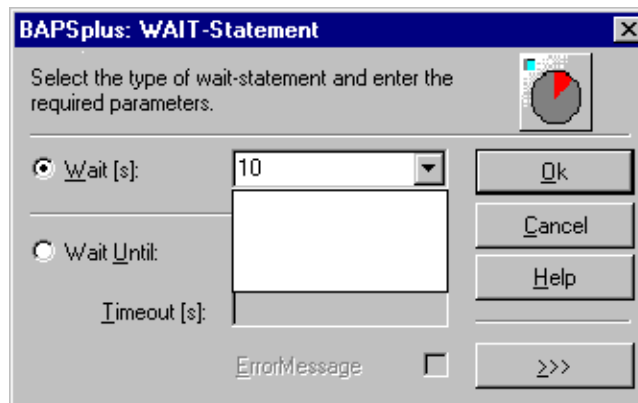 BAPSplus: WAIT-Statement
Select the type of wait-statement and enter the
required parameters.
Wait [s]:
10
Ok
Cancel
Wait Until:
Help
Timeout [s]:
ErrorMessage
>>>